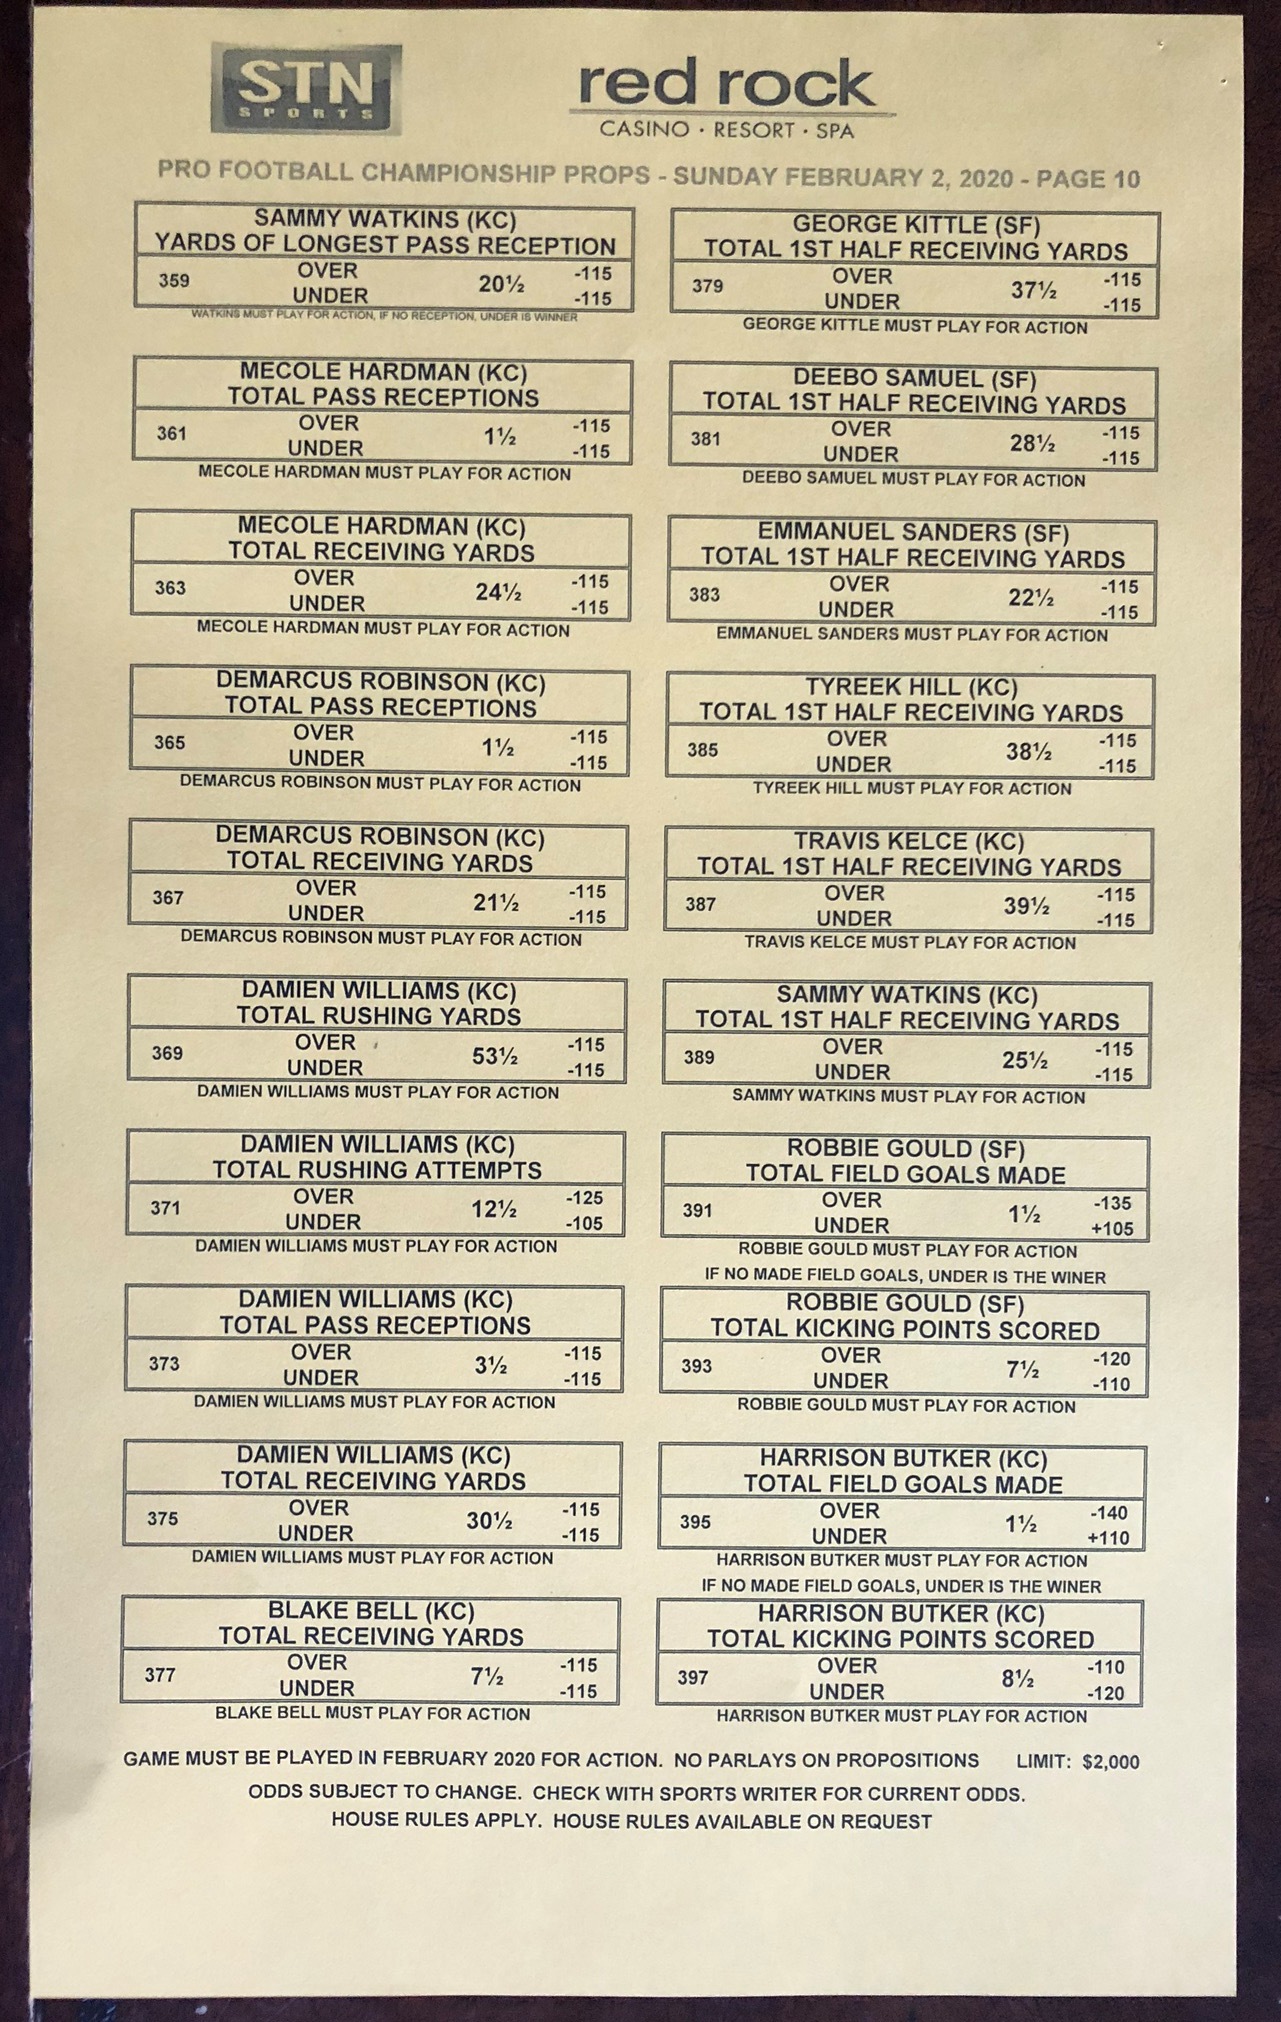 STN
SPORTS
red rock
CASINO · RESORT · SPA
PRO FOOTBALL CHAMPIONSHIP PROPS - SUNDAY FEBRUARY 2, 2020 - PAGE 10
SAMMY WATKINS (KC)
YARDS OF LONGEST PASS RECEPTION
359 OVER 20½ -115
UNDER -115
WATKINS MUST PLAY FOR ACTION, IF NO RECEPTION, UNDER IS WINNER
MECOLE HARDMAN (KC)
TOTAL PASS RECEPTIONS
361 OVER 1½ -115
UNDER -115
MECOLE HARDMAN MUST PLAY FOR ACTION
MECOLE HARDMAN (KC)
TOTAL RECEIVING YARDS
363 OVER 24½ -115
UNDER -115
MECOLE HARDMAN MUST PLAY FOR ACTION
DEMARCUS ROBINSON (KC)
TOTAL PASS RECEPTIONS
365 OVER 1½ -115
UNDER -115
DEMARCUS ROBINSON MUST PLAY FOR ACTION
DEMARCUS ROBINSON (KC)
TOTAL RECEIVING YARDS
367 OVER 21½ -115
UNDER -115
DEMARCUS ROBINSON MUST PLAY FOR ACTION
DAMIEN WILLIAMS (KC)
TOTAL RUSHING YARDS
369 OVER 53½ -115
UNDER -115
DAMIEN WILLIAMS MUST PLAY FOR ACTION
DAMIEN WILLIAMS (KC)
TOTAL RUSHING ATTEMPTS
371 OVER 12½ -125
UNDER -105
DAMIEN WILLIAMS MUST PLAY FOR ACTION
DAMIEN WILLIAMS (KC)
TOTAL PASS RECEPTIONS
373 OVER 3½ -115
UNDER -115
DAMIEN WILLIAMS MUST PLAY FOR ACTION
DAMIEN WILLIAMS (KC)
TOTAL RECEIVING YARDS
375 OVER 30½ -115
UNDER -115
DAMIEN WILLIAMS MUST PLAY FOR ACTION
BLAKE BELL (KC)
TOTAL RECEIVING YARDS
377 OVER 7½ -115
UNDER -115
BLAKE BELL MUST PLAY FOR ACTION
GEORGE KITTLE (SF)
TOTAL 1ST HALF RECEIVING YARDS
379 OVER 37½ -115
UNDER -115
GEORGE KITTLE MUST PLAY FOR ACTION
DEEBO SAMUEL (SF)
TOTAL 1ST HALF RECEIVING YARDS
381 OVER 28½ -115
UNDER -115
DEEBO SAMUEL MUST PLAY FOR ACTION
EMMANUEL SANDERS (SF)
TOTAL 1ST HALF RECEIVING YARDS
383 OVER 22½ -115
UNDER -115
EMMANUEL SANDERS MUST PLAY FOR ACTION
TYREEK HILL (KC)
TOTAL 1ST HALF RECEIVING YARDS
385 OVER 38½ -115
UNDER -115
TYREEK HILL MUST PLAY FOR ACTION
TRAVIS KELCE (KC)
TOTAL 1ST HALF RECEIVING YARDS
387 OVER 39½ -115
UNDER -115
TRAVIS KELCE MUST PLAY FOR ACTION
SAMMY WATKINS (KC)
TOTAL 1ST HALF RECEIVING YARDS
389 OVER 25½ -115
UNDER -115
SAMMY WATKINS MUST PLAY FOR ACTION
ROBBIE GOULD (SF)
TOTAL FIELD GOALS MADE
391 OVER 1½ -135
UNDER +105
ROBBIE GOULD MUST PLAY FOR ACTION
IF NO MADE FIELD GOALS, UNDER IS THE WINER
ROBBIE GOULD (SF)
TOTAL KICKING POINTS SCORED
393 OVER 7½ -120
UNDER -110
ROBBIE GOULD MUST PLAY FOR ACTION
HARRISON BUTKER (KC)
TOTAL FIELD GOALS MADE
395 OVER 1½ -140
UNDER +110
HARRISON BUTKER MUST PLAY FOR ACTION
IF NO MADE FIELD GOALS, UNDER IS THE WINER
HARRISON BUTKER (KC)
TOTAL KICKING POINTS SCORED
397 OVER 8½ -110
UNDER -120
HARRISON BUTKER MUST PLAY FOR ACTION
GAME MUST BE PLAYED IN FEBRUARY 2020 FOR ACTION. NO PARLAYS ON PROPOSITIONS LIMIT: $2,000
ODDS SUBJECT TO CHANGE. CHECK WITH SPORTS WRITER FOR CURRENT ODDS.
HOUSE RULES APPLY. HOUSE RULES AVAILABLE ON REQUEST